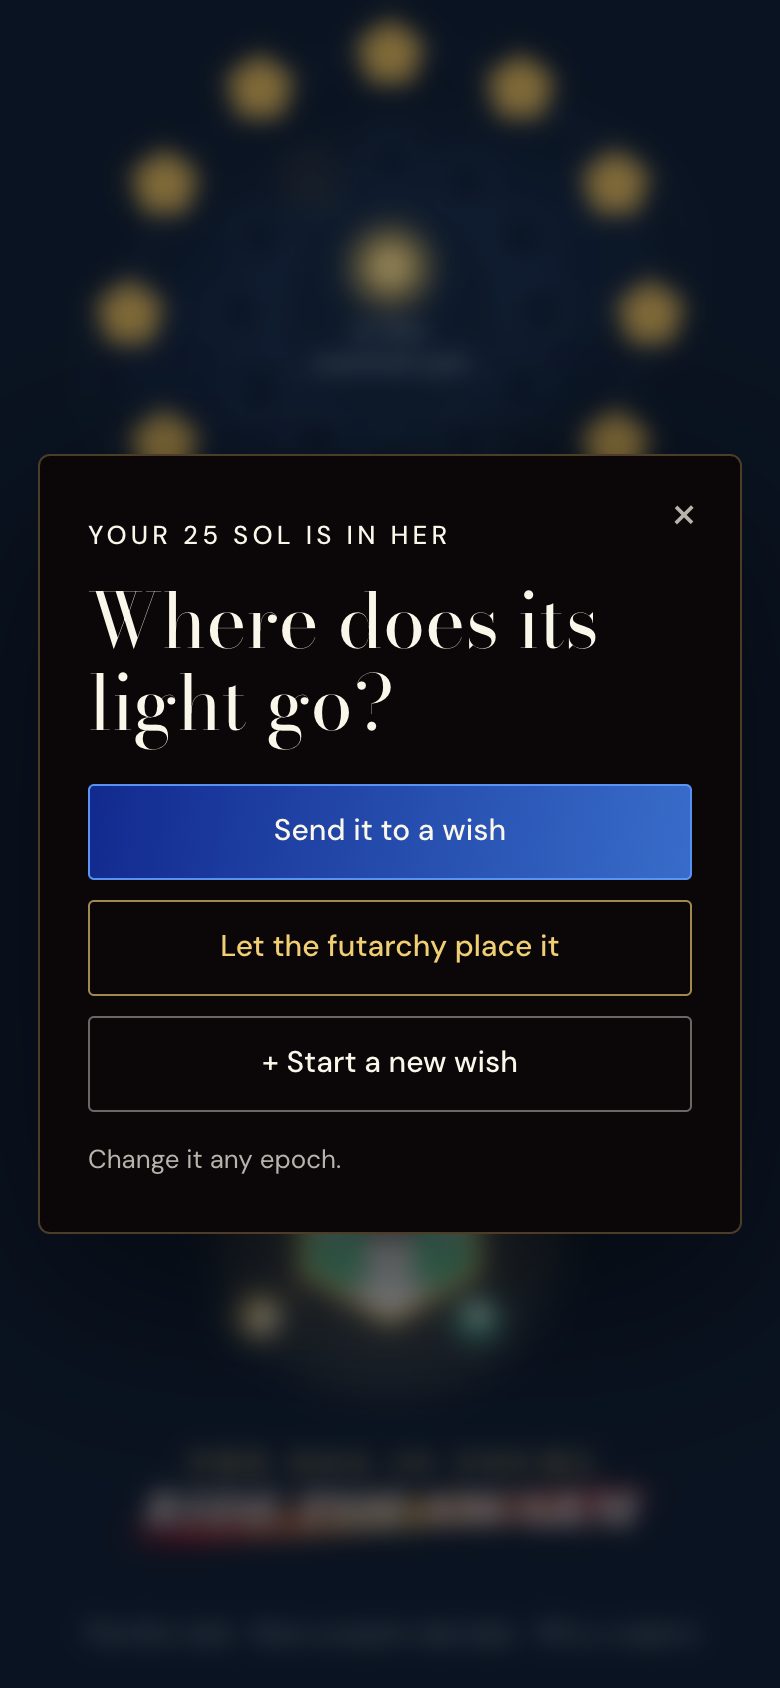 YOUR 25 SOL IS IN HER
×
Where does its
light go?
Send it to a wish
Let the futarchy place it
+ Start a new wish
Change it any epoch.